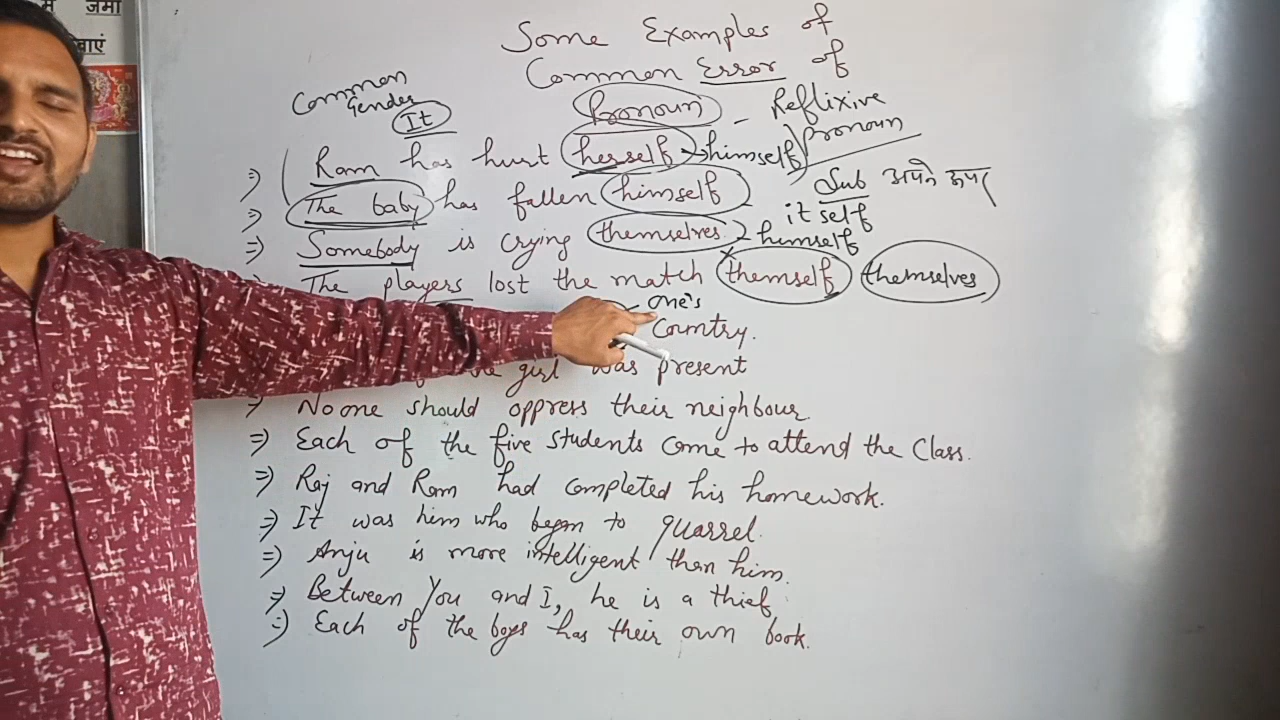 जमा
Some Examples of
Common Error of
Common
Gender
It
Pronoun - Reflixive
Pronoun
=) Ram has hurt herself → himself
Sub अपने ऊपर
=) The baby has fallen himself - it self
=) Somebody is crying themselves - himself
The players lost the match themself themselves
one's
Country.
the girl was present
=) No one should oppress their neighbour
=) Each of the five students come to attend the Class.
=) Raj and Ram had completed his homework.
=) It was him who began to quarrel.
=) Anju is more intelligent than him.
=) Between You and I, he is a thief
=) Each of the boys has their own book.